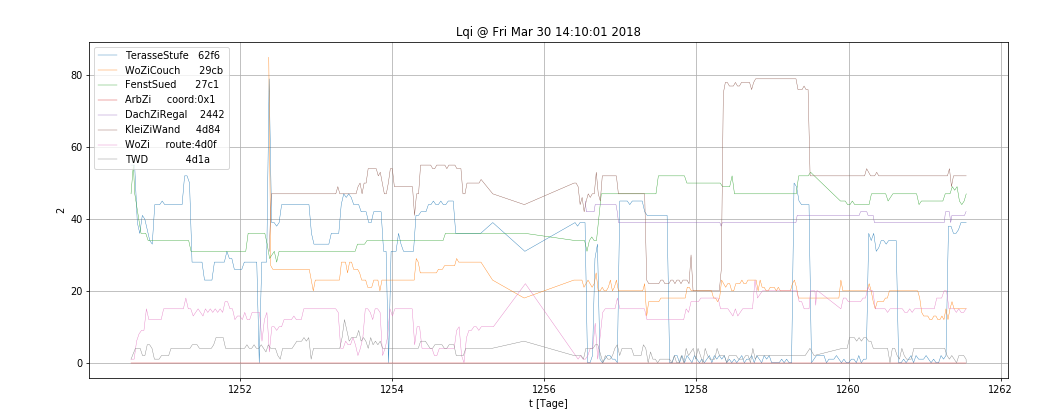 Lqi @ Fri Mar 30 14:10:01 2018
TerasseStufe 62f6
WoZiCouch 29cb
FenstSued 27c1
ArbZi coord:0x1
DachZiRegal 2442
KleiZiWand 4d84
WoZi route:4d0f
TWD 4d1a
80
60
40
20
0
2
1252 1254 1256 1258 1260 1262
t [Tage]